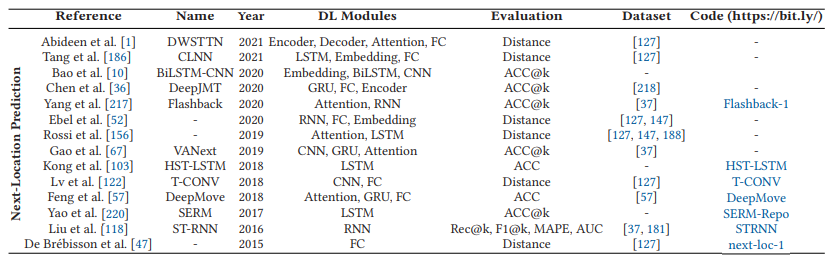 Reference Name Year DL Modules Evaluation Dataset Code (https://bit.ly/)
Next-Location Prediction
Abideen et al. [1] DWSTTN 2021 Encoder, Decoder, Attention, FC Distance [127] -
Tang et al. [186] CLNN 2021 LSTM, Embedding, FC Distance [127] -
Bao et al. [10] BiLSTM-CNN 2020 Embedding, BiLSTM, CNN ACC@k - -
Chen et al. [36] DeepJMT 2020 GRU, FC, Encoder ACC@k [218] -
Yang et al. [217] Flashback 2020 Attention, RNN ACC@k [37] Flashback-1
Ebel et al. [52] - 2020 RNN, FC, Embedding Distance [127, 147] -
Rossi et al. [156] - 2019 Attention, LSTM Distance [127, 147, 188] -
Gao et al. [67] VANext 2019 CNN, GRU, Attention ACC@k [37] -
Kong et al. [103] HST-LSTM 2018 LSTM ACC - HST-LSTM
Lv et al. [122] T-CONV 2018 CNN, FC Distance [127] T-CONV
Feng et al. [57] DeepMove 2018 Attention, GRU, FC ACC [57] DeepMove
Yao et al. [220] SERM 2017 LSTM ACC@k - SERM-Repo
Liu et al. [118] ST-RNN 2016 RNN Rec@k, F1@k, MAPE, AUC [37, 181] STRNN
De Brébisson et al. [47] - 2015 FC Distance [127] next-loc-1